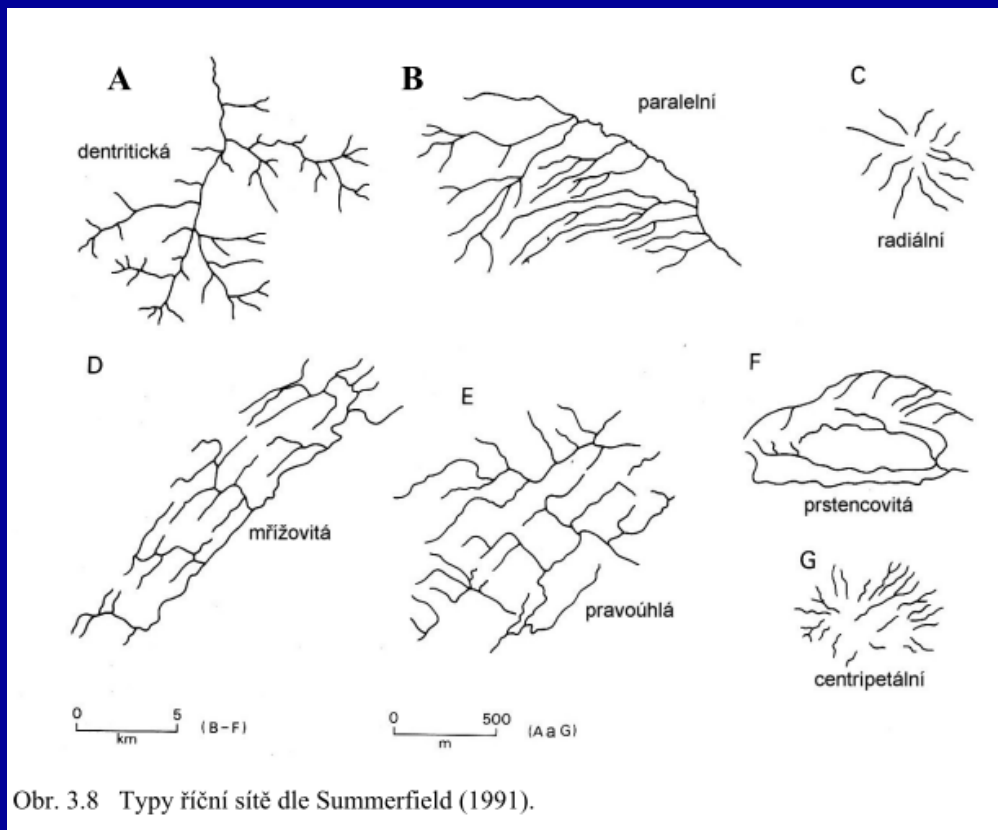 A
dentritická
B
paralelní
C
radiální
D
mřížovitá
E
pravoúhlá
F
prstencovitá
G
centripetální
0 5 (B-F)
km
0 500 (A a G)
m
Obr. 3.8 Typy říční sítě dle Summerfield (1991).